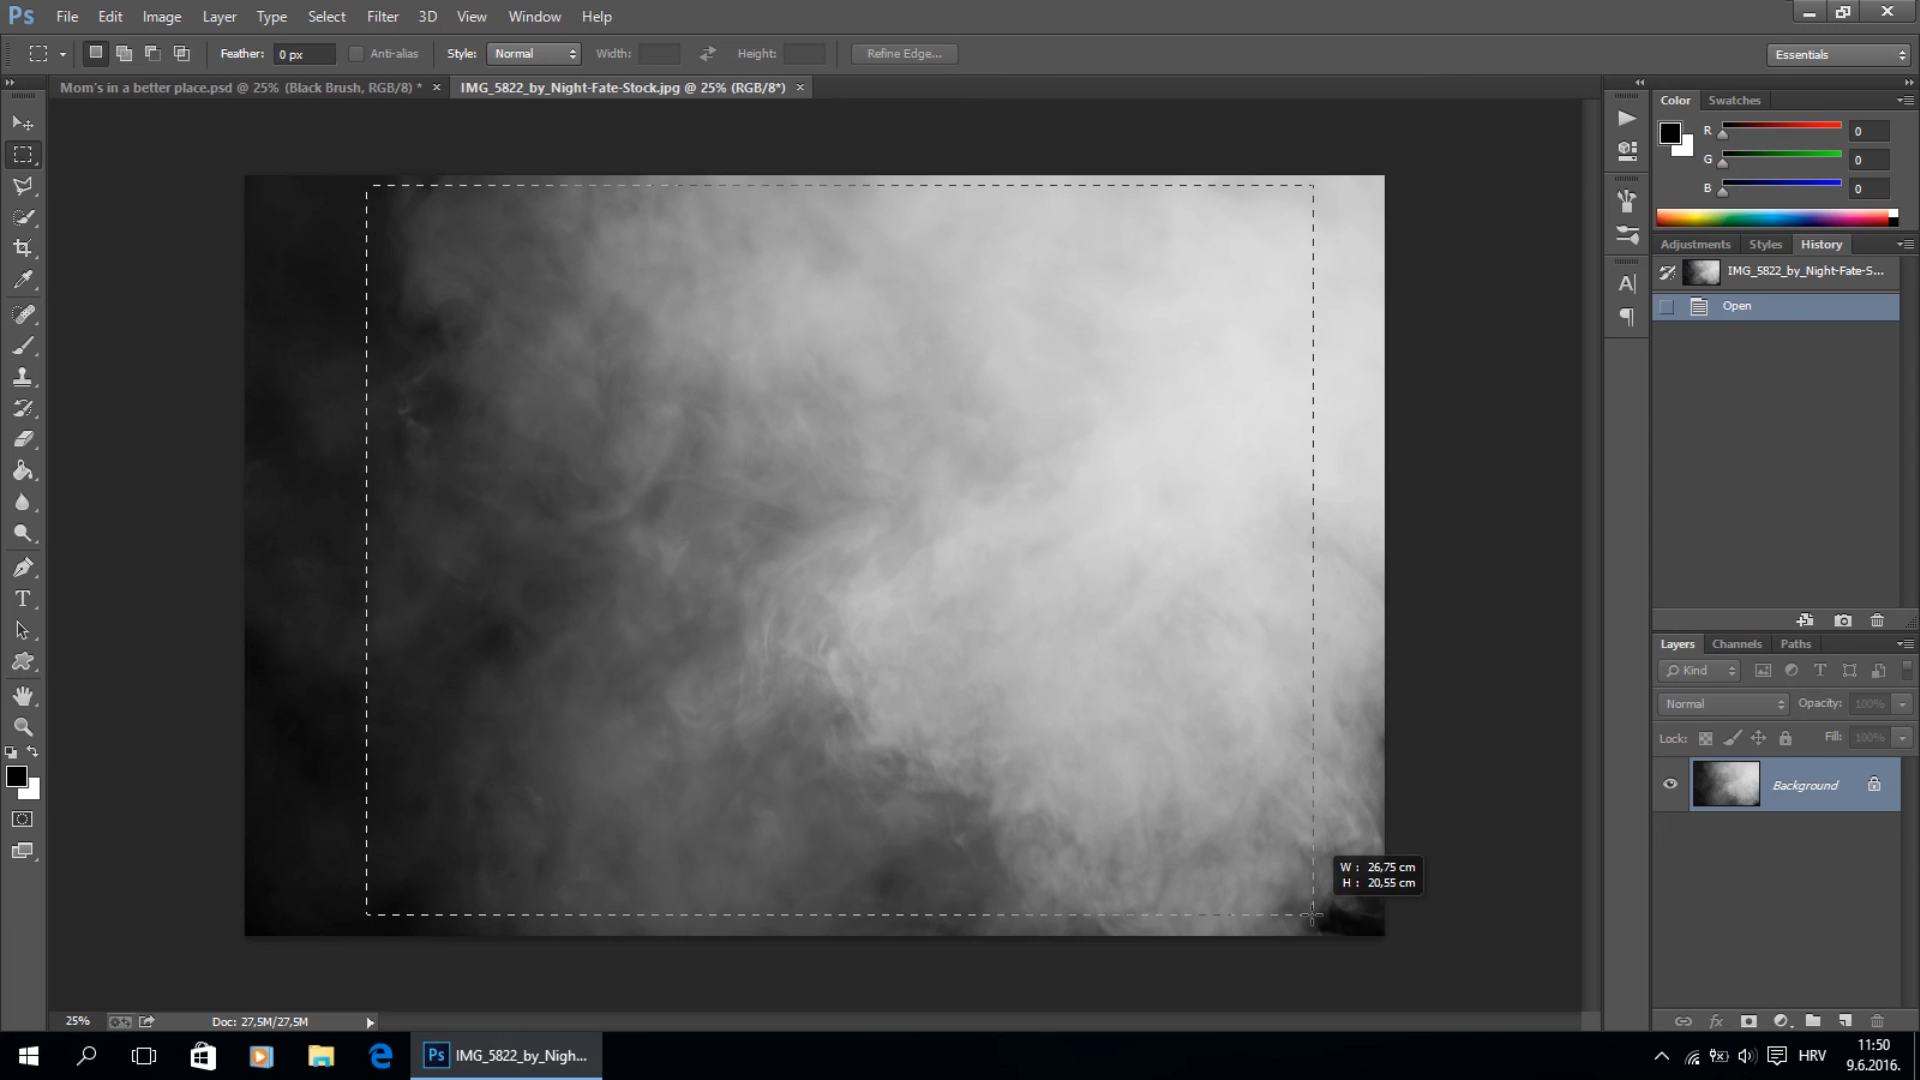 Ps File Edit Image Layer Type Select Filter 3D View Window Help
Feather: 0 px Anti-alias Style: Normal Width: Height: Refine Edge... Essentials
Mom's in a better place.psd @ 25% (Black Brush, RGB/8) * × IMG_5822_by_Night-Fate-Stock.jpg @ 25% (RGB/8*) ×
Color Swatches
R 0
G 0
B 0
Adjustments Styles History
IMG_5822_by_Night-Fate-S...
Open
Layers Channels Paths
Kind
Normal Opacity: 100%
Lock: Fill: 100%
Background
W : 26,75 cm
H : 20,55 cm
25% Doc: 27,5M/27,5M
Ps IMG_5822_by_Nigh...
HRV
11:50
9.6.2016.